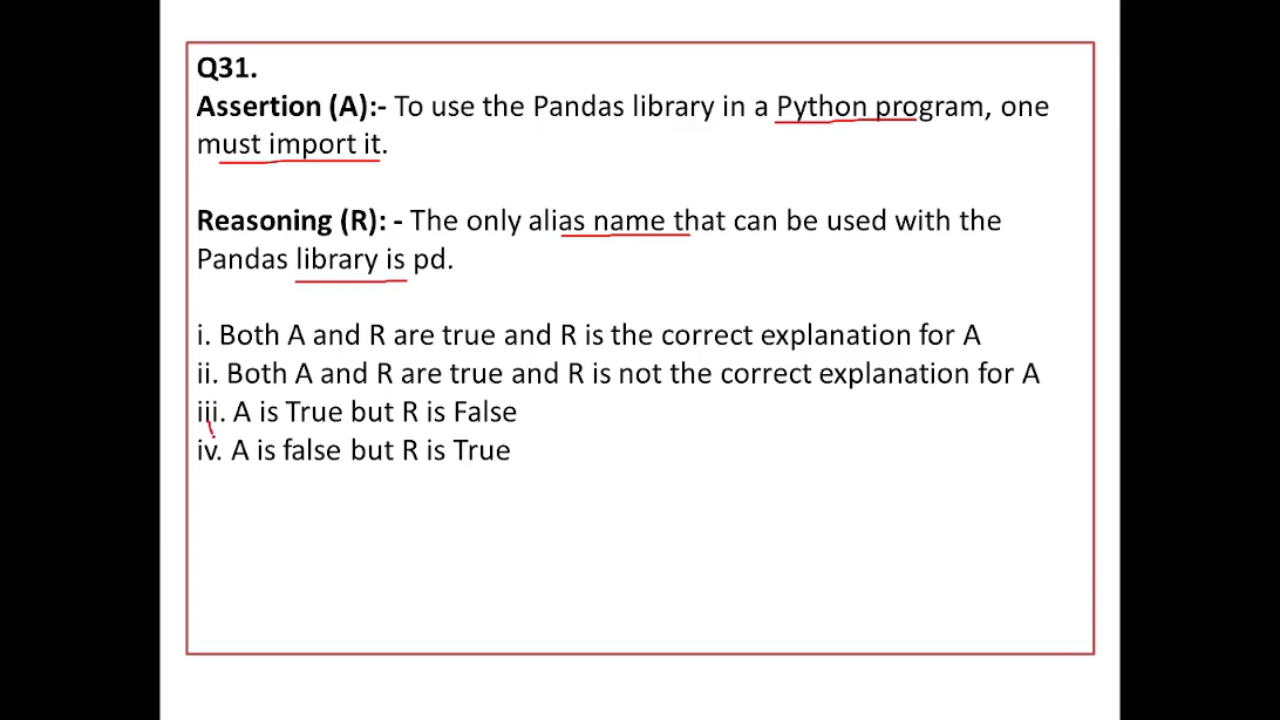 Q31.
Assertion (A):- To use the Pandas library in a Python program, one
must import it.
Reasoning (R): - The only alias name that can be used with the
Pandas library is pd.
i. Both A and R are true and R is the correct explanation for A
ii. Both A and R are true and R is not the correct explanation for A
iii. A is True but R is False
iv. A is false but R is True